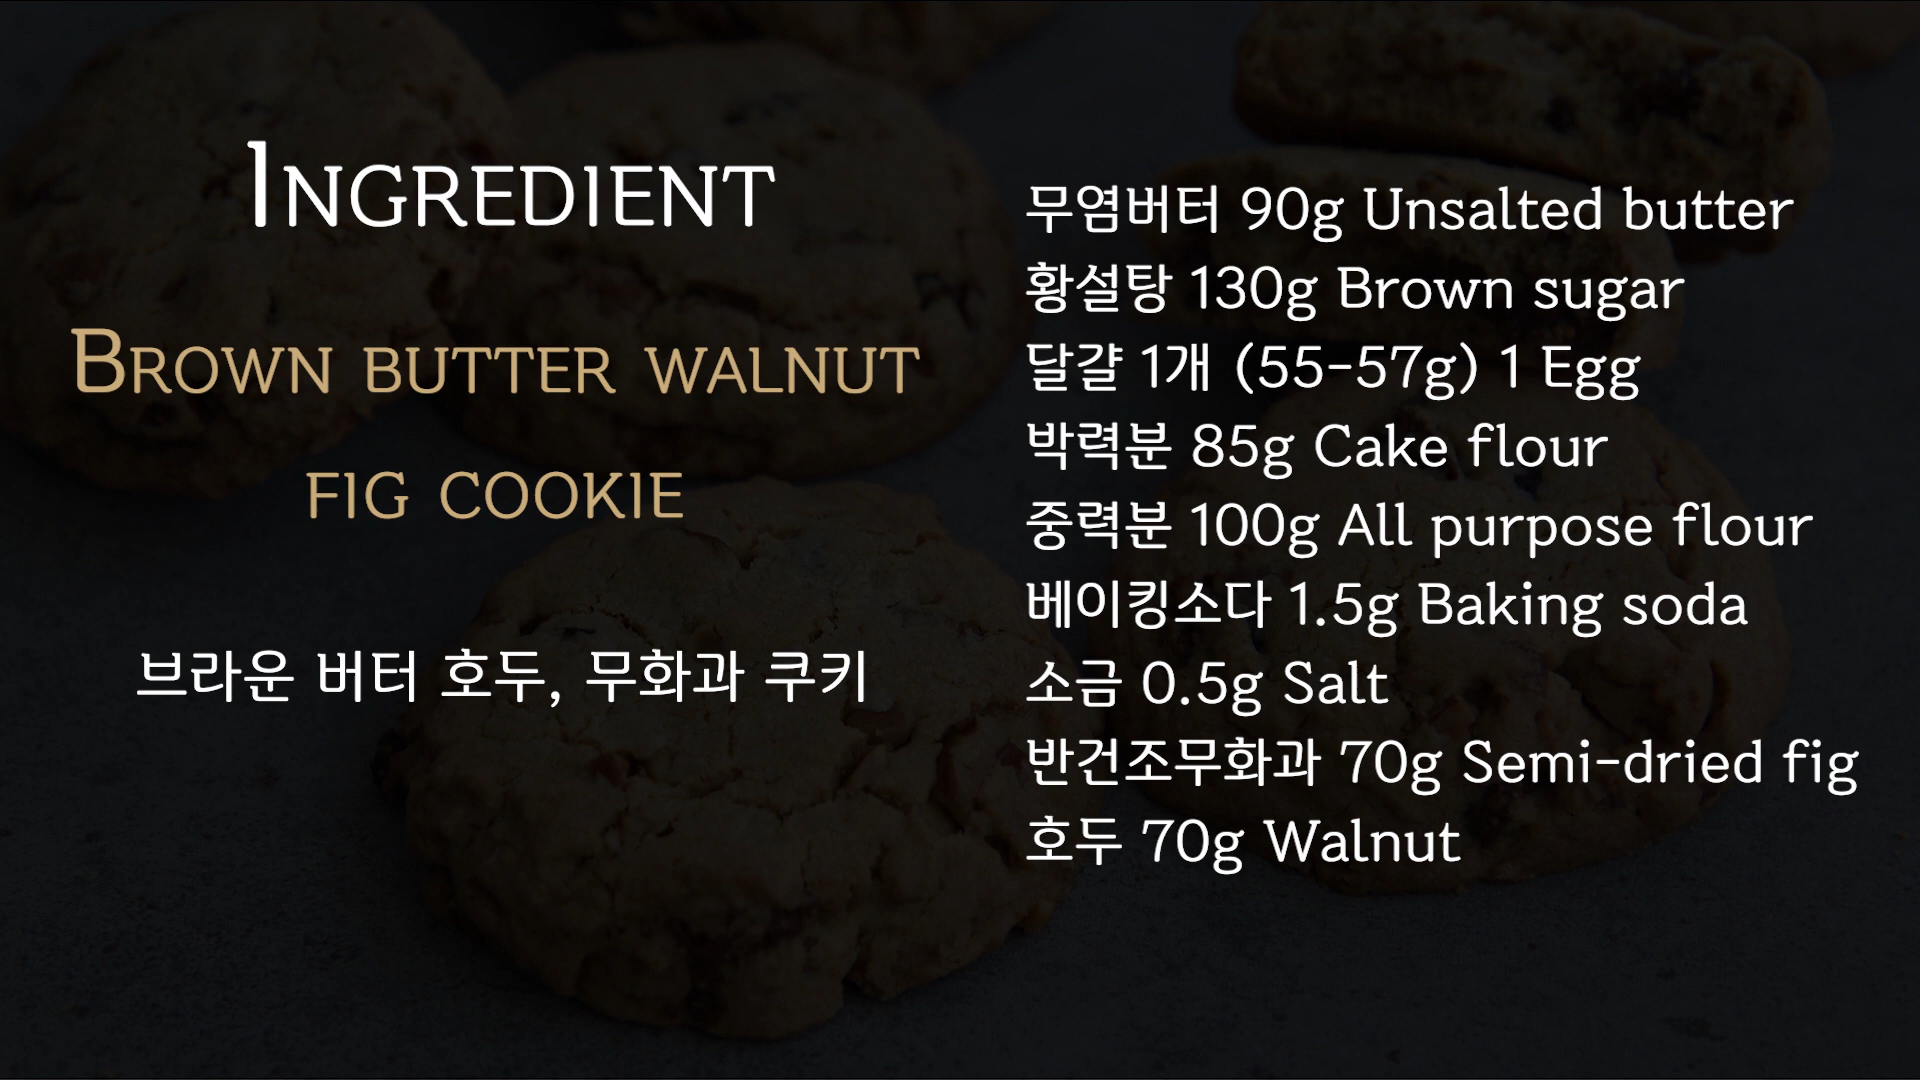 Ingredient
Brown butter walnut
fig cookie
브라운 버터 호두, 무화과 쿠키
무염버터 90g Unsalted butter
황설탕 130g Brown sugar
달걀 1개 (55-57g) 1 Egg
박력분 85g Cake flour
중력분 100g All purpose flour
베이킹소다 1.5g Baking soda
소금 0.5g Salt
반건조무화과 70g Semi-dried fig
호두 70g Walnut